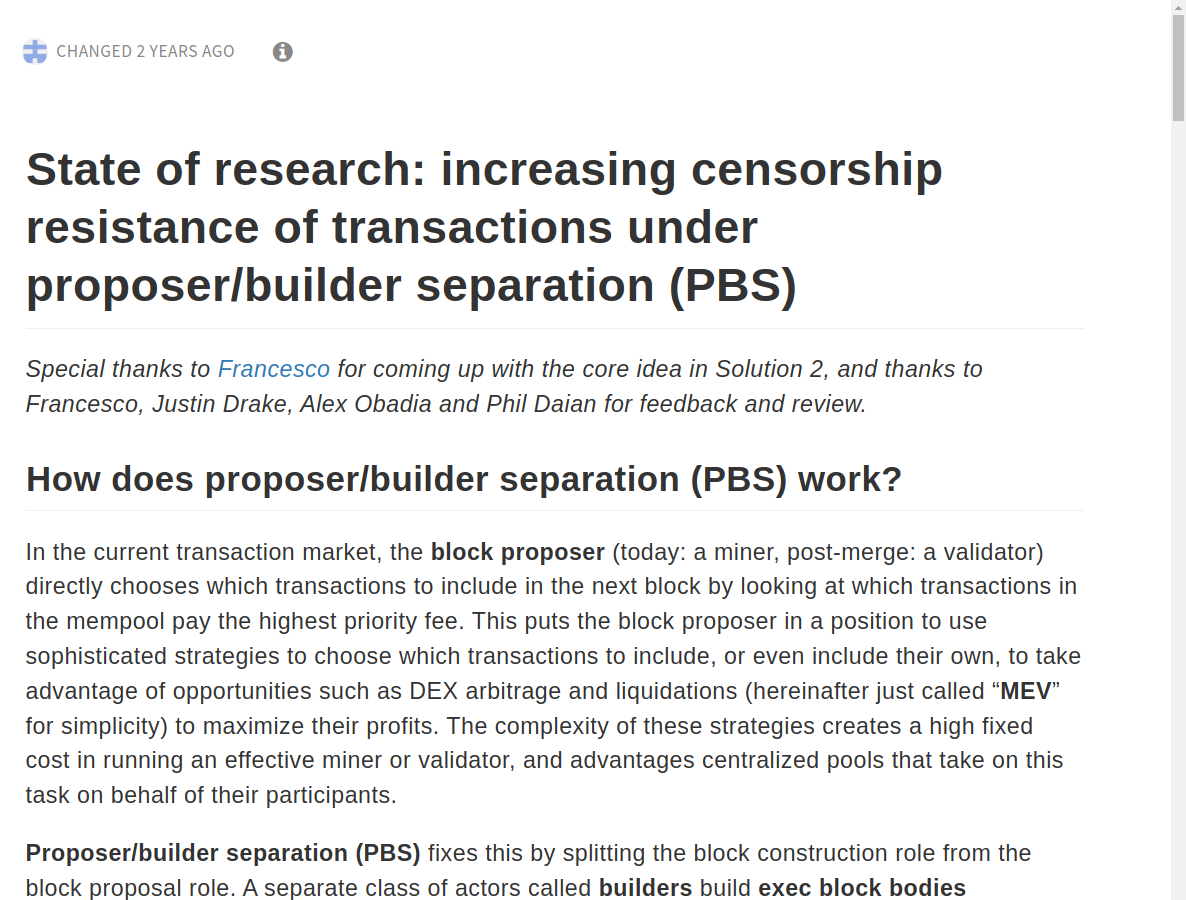 CHANGED 2 YEARS AGO
State of research: increasing censorship
resistance of transactions under
proposer/builder separation (PBS)
Special thanks to Francesco for coming up with the core idea in Solution 2, and thanks to
Francesco, Justin Drake, Alex Obadia and Phil Daian for feedback and review.
How does proposer/builder separation (PBS) work?
In the current transaction market, the block proposer (today: a miner, post-merge: a validator)
directly chooses which transactions to include in the next block by looking at which transactions in
the mempool pay the highest priority fee. This puts the block proposer in a position to use
sophisticated strategies to choose which transactions to include, or even include their own, to take
advantage of opportunities such as DEX arbitrage and liquidations (hereinafter just called “MEV”
for simplicity) to maximize their profits. The complexity of these strategies creates a high fixed
cost in running an effective miner or validator, and advantages centralized pools that take on this
task on behalf of their participants.
Proposer/builder separation (PBS) fixes this by splitting the block construction role from the
block proposal role. A separate class of actors called builders build exec block bodies